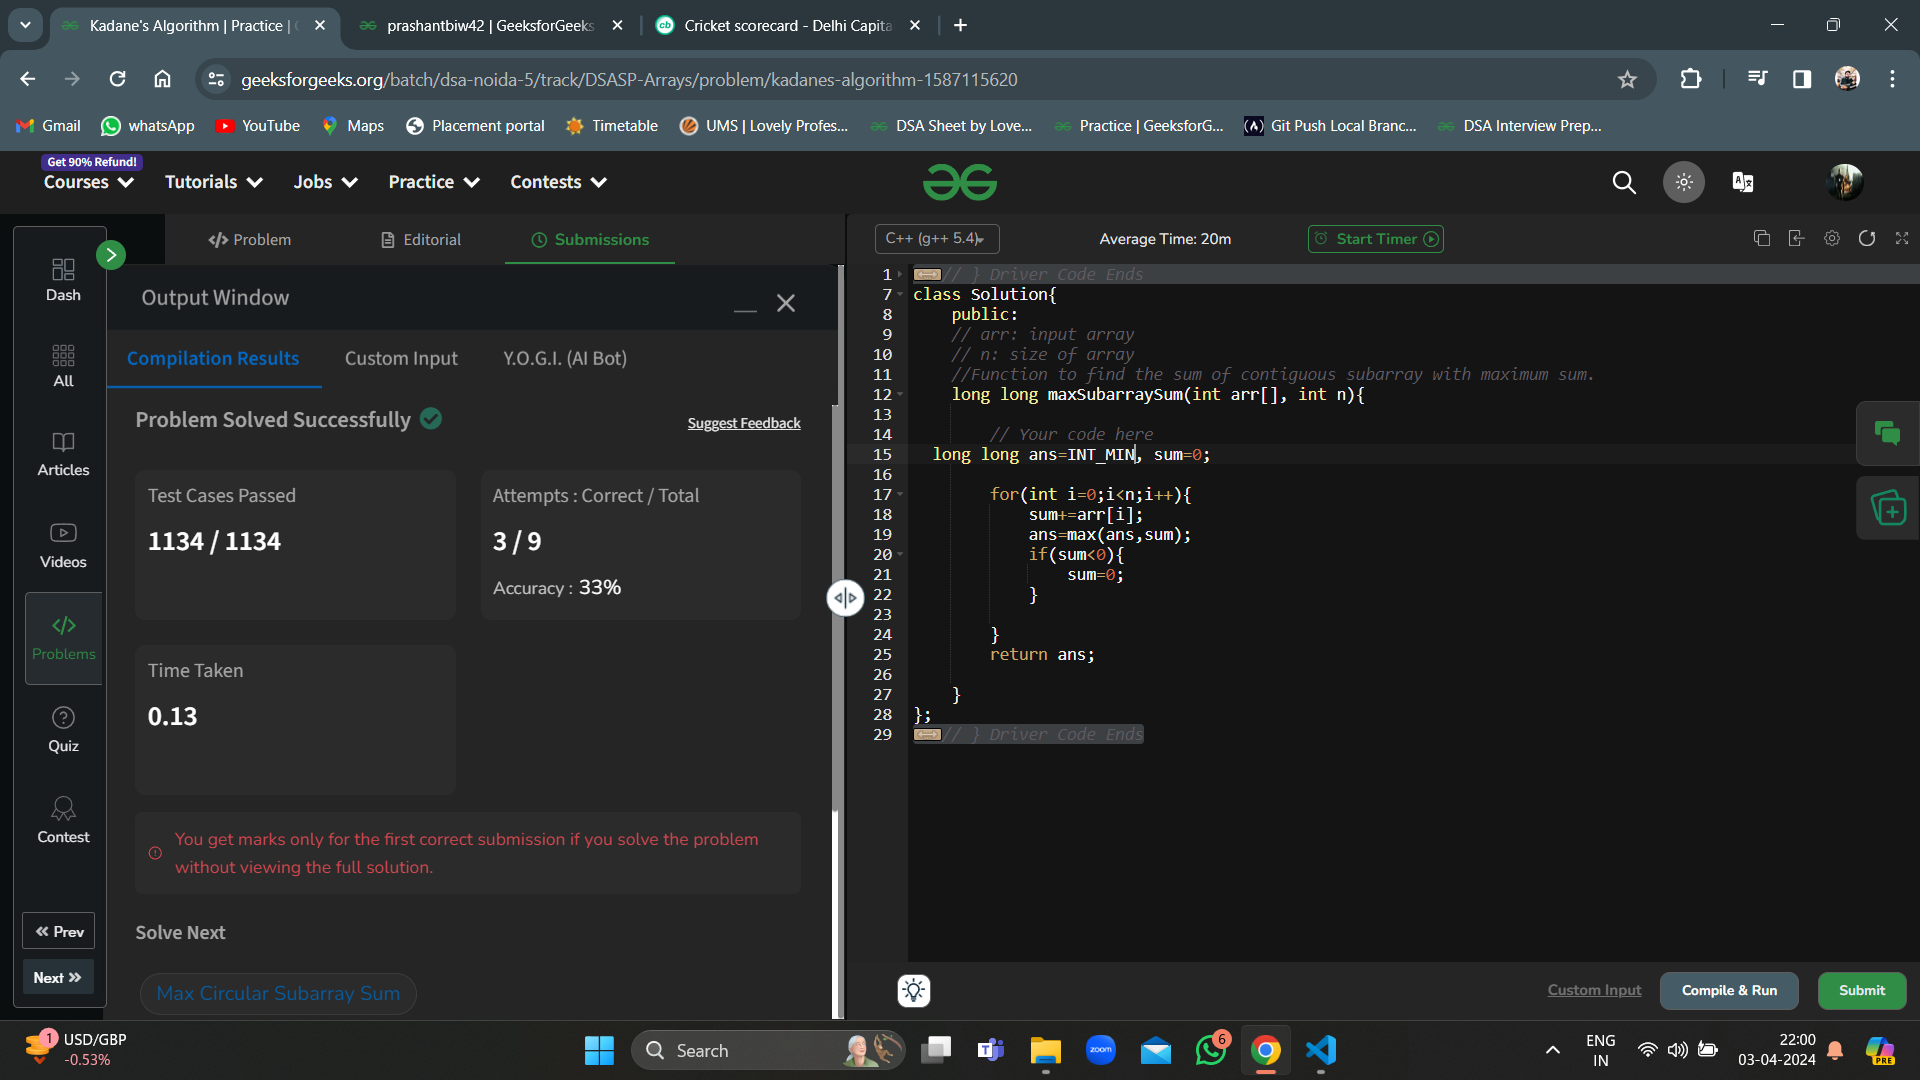 Kadane's Algorithm | Practice |
prashantbiw42 | GeeksforGeeks
cb
Cricket scorecard - Delhi Capita
geeksforgeeks.org/batch/dsa-noida-5/track/DSASP-Arrays/problem/kadanes-algorithm-1587115620
Gmail
whatsApp
YouTube
Maps
Placement portal
Timetable
UMS | Lovely Profes...
DSA Sheet by Love...
Practice | GeeksforG...
Git Push Local Branc...
DSA Interview Prep...
Get 90% Refund!
Courses
Tutorials
Jobs
Practice
Contests
Problem
Editorial
Submissions
C++ (g++ 5.4)
Average Time: 20m
Start Timer
Dash
All
Articles
Videos
Problems
Quiz
Contest
Prev
Next
Output Window
Compilation Results
Custom Input
Y.O.G.I. (AI Bot)
Problem Solved Successfully
Suggest Feedback
Test Cases Passed
1134 / 1134
Attempts : Correct / Total
3 / 9
Accuracy : 33%
Time Taken
0.13
You get marks only for the first correct submission if you solve the problem
without viewing the full solution.
Solve Next
Max Circular Subarray Sum
1 // } Driver Code Ends
7 class Solution{
8 public:
9 // arr: input array
10 // n: size of array
11 //Function to find the sum of contiguous subarray with maximum sum.
12 long long maxSubarraySum(int arr[], int n){
13
14 // Your code here
15 long long ans=INT_MIN, sum=0;
16
17 for(int i=0;i<n;i++){
18 sum+=arr[i];
19 ans=max(ans,sum);
20 if(sum<0){
21 sum=0;
22 }
23
24 }
25 return ans;
26
27 }
28 };
29 // } Driver Code Ends
Custom Input
Compile & Run
Submit
1
USD/GBP
-0.53%
Search
zoom
6
ENG
IN
22:00
03-04-2024
PRE